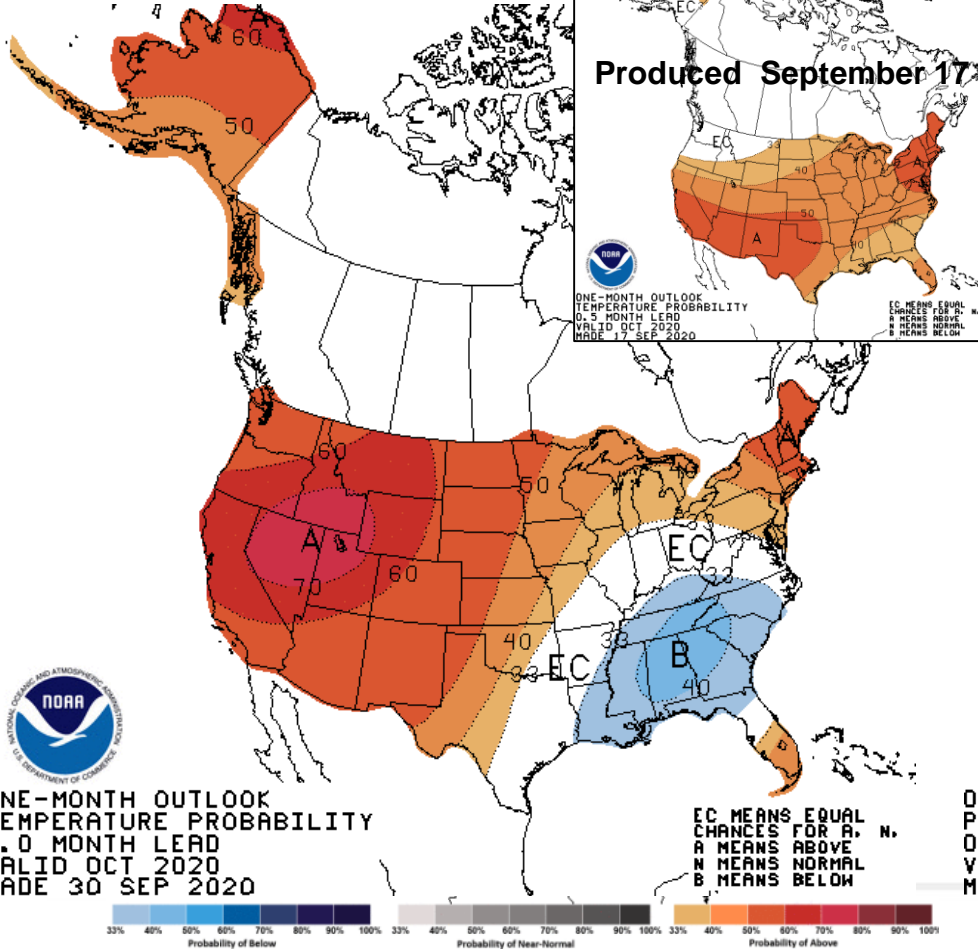 A
60
50
EC
Produced September 17
EC
33
40
A
50
A
40
40
NOAA
ONE-MONTH OUTLOOK
TEMPERATURE PROBABILITY
0.5 MONTH LEAD
VALID OCT 2020
MADE 17 SEP 2020
EC MEANS EQUAL
CHANCES FOR A, N,
A MEANS ABOVE
N MEANS NORMAL
B MEANS BELOW
60
A
40
50
33
A
EC
70
60
33
40
33
33
EC
B
40
NATIONAL OCEANIC AND ATMOSPHERIC ADMINISTRATION
NOAA
U.S. DEPARTMENT OF COMMERCE
NE-MONTH OUTLOOK
EMPERATURE PROBABILITY
.0 MONTH LEAD
ALID OCT 2020
ADE 30 SEP 2020
EC MEANS EQUAL
CHANCES FOR A, N,
A MEANS ABOVE
N MEANS NORMAL
B MEANS BELOW
O
P
O
V
M
33% 40% 50% 60% 70% 80% 90% 100%
Probability of Below
33% 40% 50% 60% 70% 80% 90% 100%
Probability of Near-Normal
33% 40% 50% 60% 70% 80% 90% 100%
Probability of Above